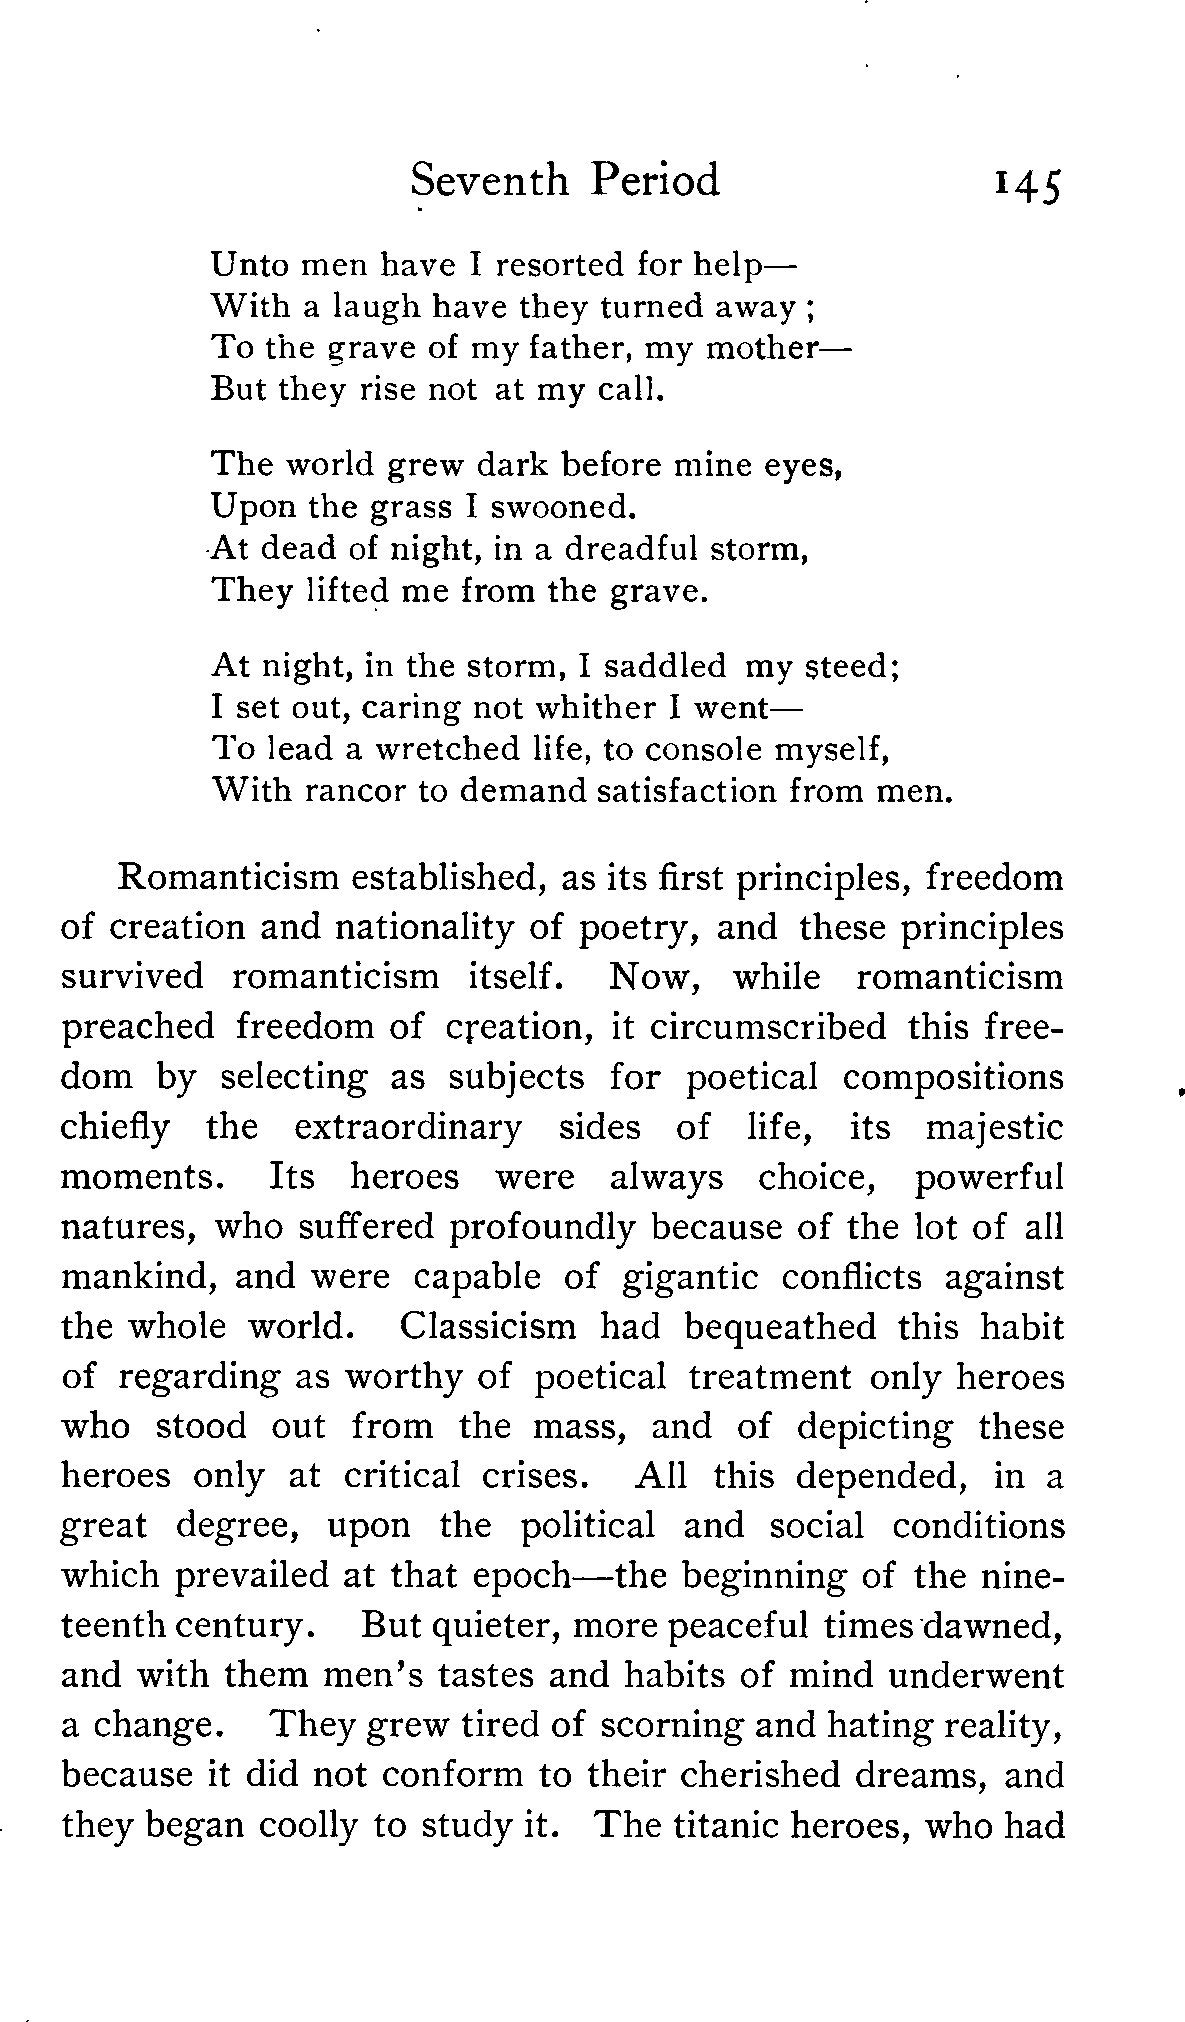 Seventh Period 145
Unto men have I resorted for help—
With a laugh have they turned away ;
To the grave of my father, my mother—
But they rise not at my call.
The world grew dark before mine eyes,
Upon the grass I swooned.
At dead of night, in a dreadful storm,
They lifted me from the grave.
At night, in the storm, I saddled my steed;
I set out, caring not whither I went—
To lead a wretched life, to console myself,
With rancor to demand satisfaction from men.
Romanticism established, as its first principles, freedom
of creation and nationality of poetry, and these principles
survived romanticism itself. Now, while romanticism
preached freedom of creation, it circumscribed this free-
dom by selecting as subjects for poetical compositions
chiefly the extraordinary sides of life, its majestic
moments. Its heroes were always choice, powerful
natures, who suffered profoundly because of the lot of all
mankind, and were capable of gigantic conflicts against
the whole world. Classicism had bequeathed this habit
of regarding as worthy of poetical treatment only heroes
who stood out from the mass, and of depicting these
heroes only at critical crises. All this depended, in a
great degree, upon the political and social conditions
which prevailed at that epoch—the beginning of the nine-
teenth century. But quieter, more peaceful times dawned,
and with them men's tastes and habits of mind underwent
a change. They grew tired of scorning and hating reality,
because it did not conform to their cherished dreams, and
they began coolly to study it. The titanic heroes, who had